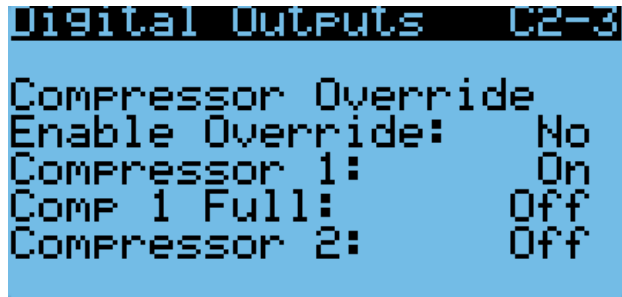 Digital Outputs C2-3
Compressor Override
Enable Override: No
Compressor 1: On
Comp 1 Full: Off
Compressor 2: Off